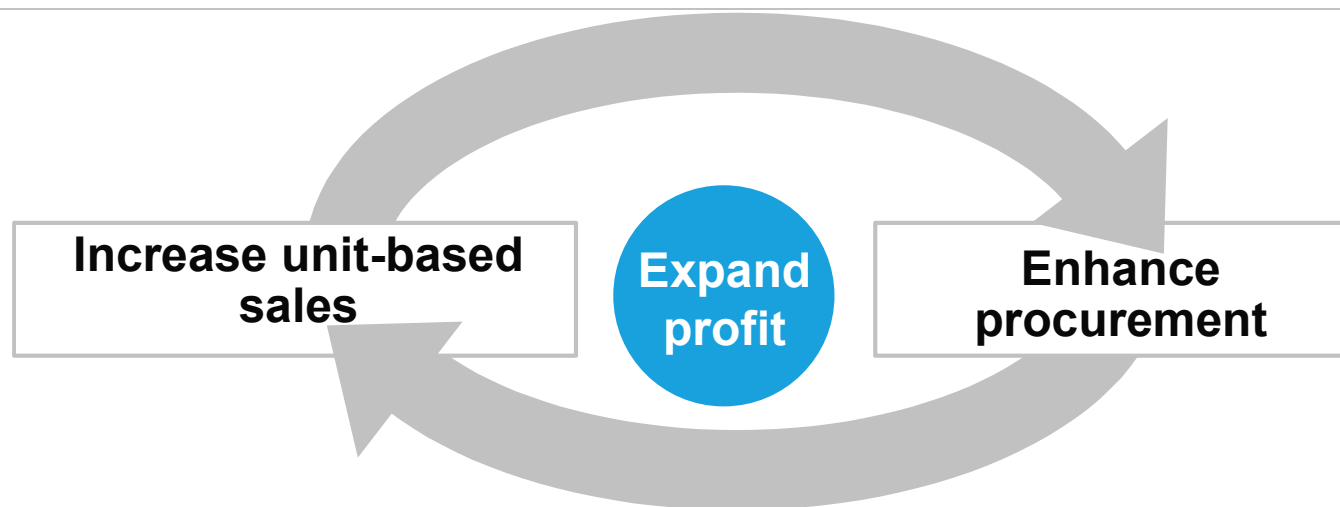 Increase unit-based
sales
Expand
profit
Enhance
procurement